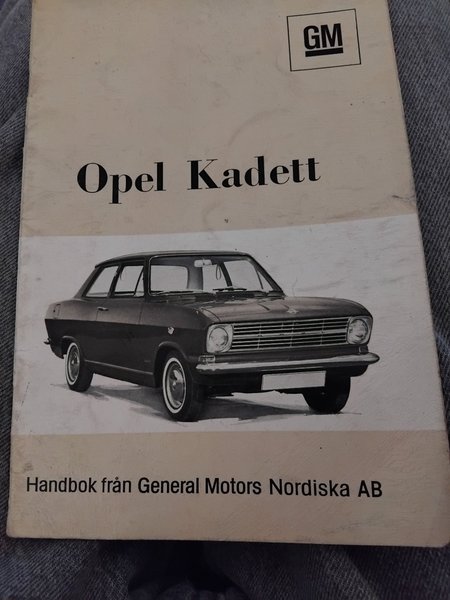 GM
Opel Kadett
Handbok från General Motors Nordiska AB